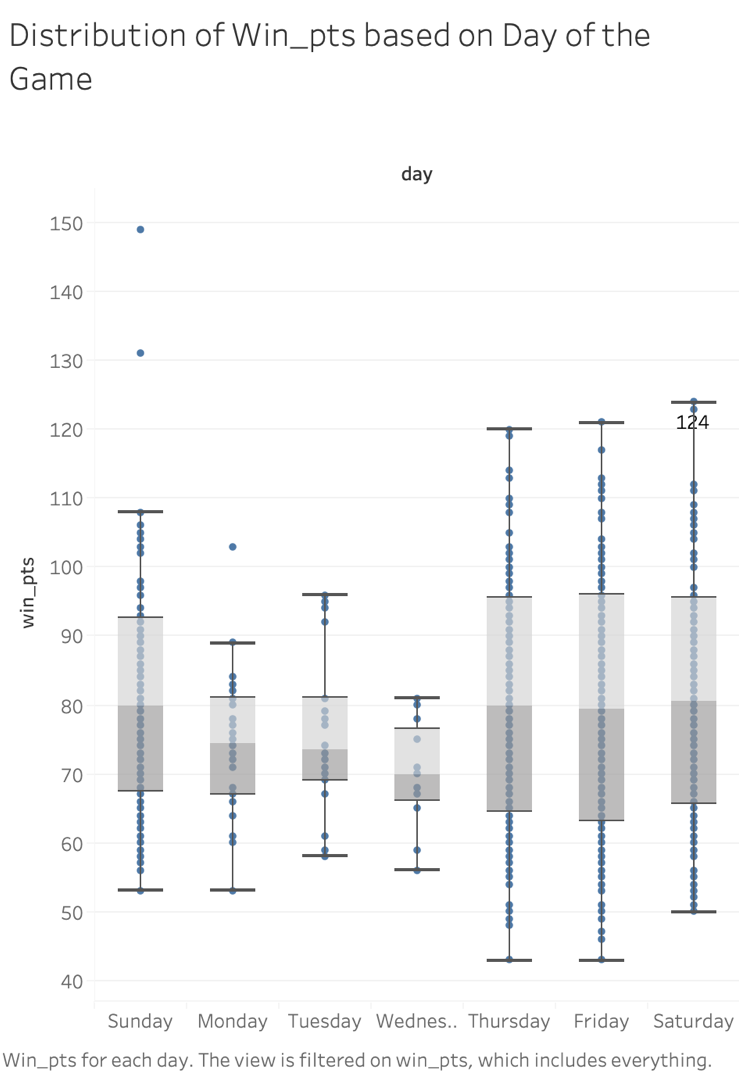 Distribution of Win_pts based on Day of the
Game
day
150
140
130
120
110
100
90
80
70
60
50
40
win_pts
124
Sunday Monday Tuesday Wednes.. Thursday Friday Saturday
Win_pts for each day. The view is filtered on win_pts, which includes everything.